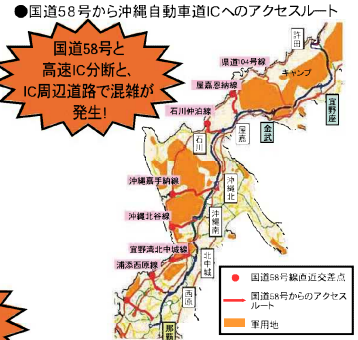 ●国道58号から沖縄自動車道ICへのアクセスルート
国道58号と
高速IC分断と、
IC周辺道路で混雑が
発生!
許田
県道104号線
キャンプ
屋嘉恩納線
宜野座
石川仲泊線
金武
屋嘉
石川
沖縄嘉手納線
沖縄北
沖縄北谷線
沖縄南
宜野湾北中城線
北中城
浦添西原線
西原
那覇
国道58号線直近交差点
国道58号からのアクセス
ルート
軍用地